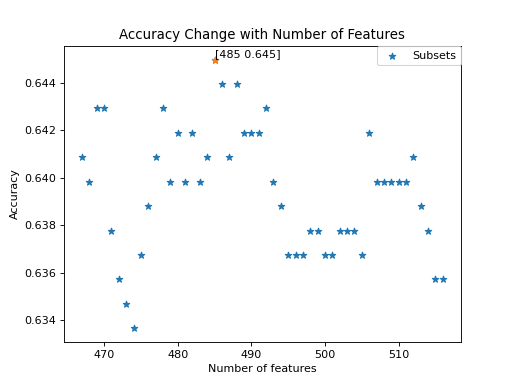 Accuracy Change with Number of Features
[485 0.645]
Subsets
0.644
0.642
0.640
0.638
0.636
0.634
Accuracy
470 480 490 500 510
Number of features